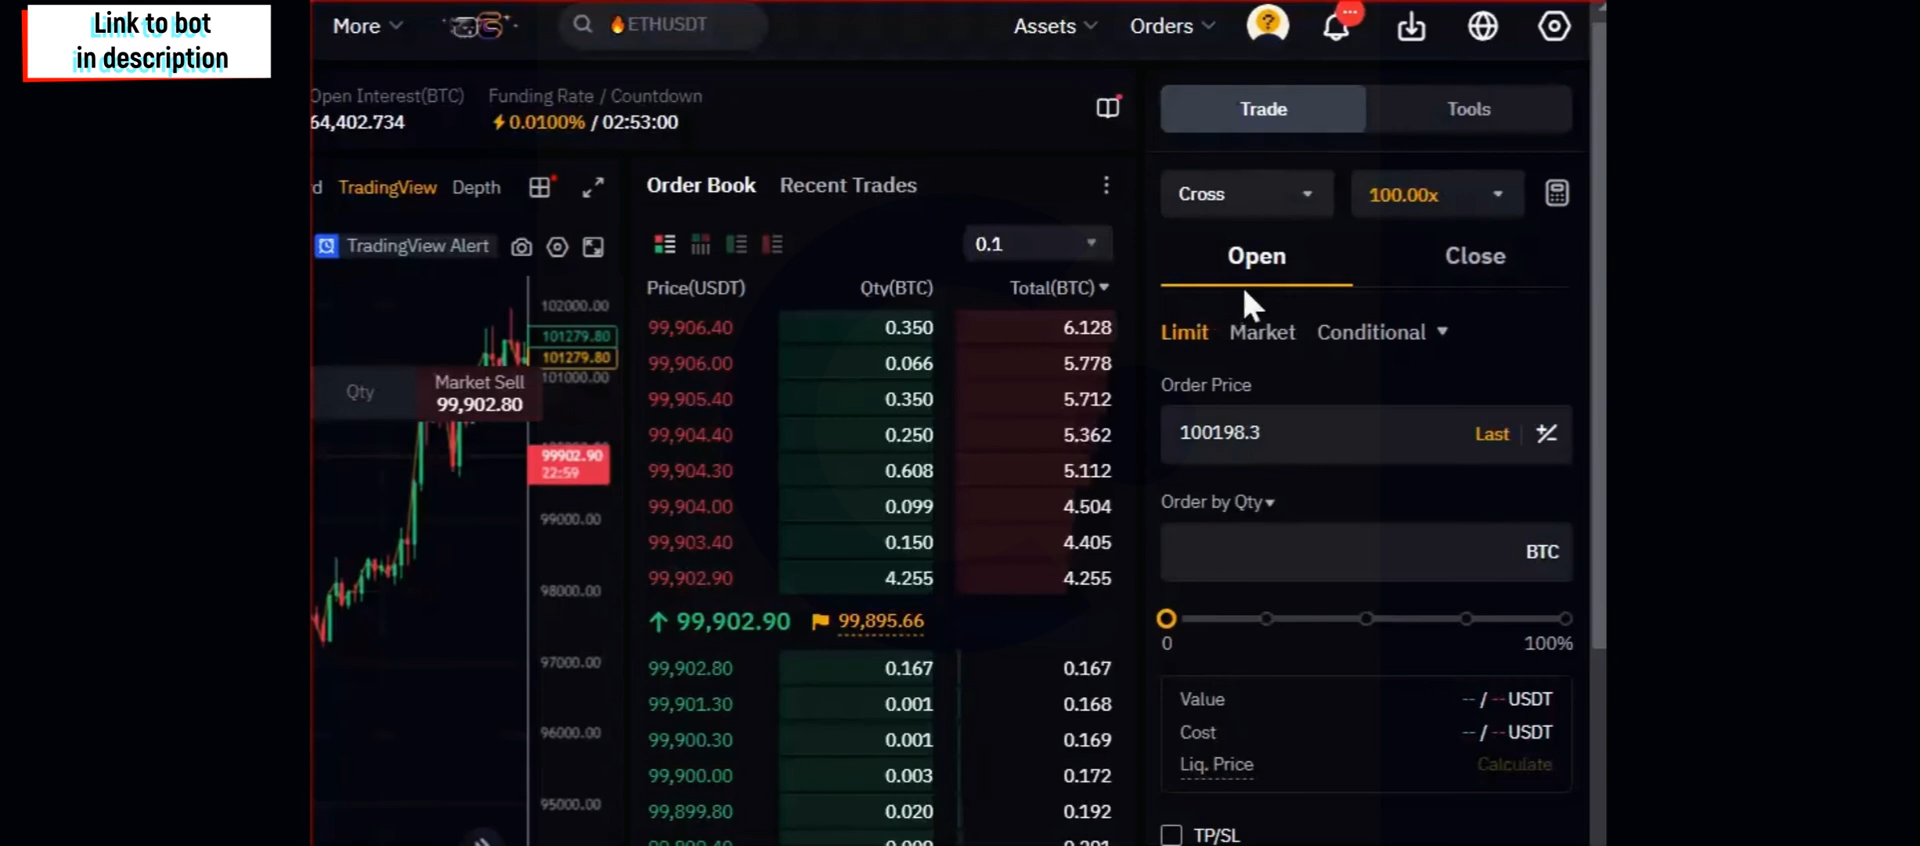 Link to bot
in description
More
🔥ETHUSDT
Assets
Orders
Open Interest(BTC)
64,402.734
Funding Rate / Countdown
0.0100% / 02:53:00
Trade
Tools
d TradingView Depth
Order Book
Recent Trades
Cross
100.00x
TradingView Alert
0.1
Open
Close
Price(USDT) Qty(BTC) Total(BTC)
Limit Market Conditional
Order Price
100198.3
Last
Order by Qty
BTC
0
100%
Value -- / -- USDT
Cost -- / -- USDT
Liq. Price Calculate
TP/SL
102000.00
101279.80
101279.80
101000.00
Qty
Market Sell
99,902.80
99902.90
22:59
99000.00
98000.00
97000.00
96000.00
95000.00
99,906.40 0.350 6.128
99,906.00 0.066 5.778
99,905.40 0.350 5.712
99,904.40 0.250 5.362
99,904.30 0.608 5.112
99,904.00 0.099 4.504
99,903.40 0.150 4.405
99,902.90 4.255 4.255
99,902.90 99,895.66
99,902.80 0.167 0.167
99,901.30 0.001 0.168
99,900.30 0.001 0.169
99,900.00 0.003 0.172
99,899.80 0.020 0.192